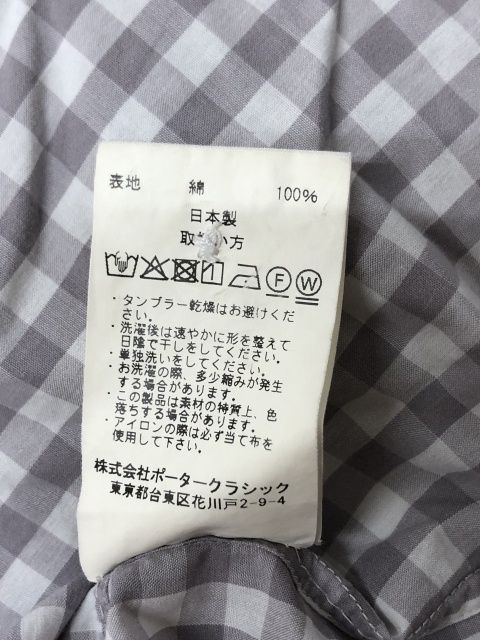 表地 綿 100%
日本製
取扱い方
F W
・タンブラー乾燥はお避けくだ
さい。
・洗濯後は速やかに形を整えて
日陰で干しをしてください。
・単独洗いをしてください。
・お洗濯の際、多少縮みが発生
する場合があります。
・この製品は素材の特質上、色
落ちする場合があります。
・アイロンの際は必ず当て布を
使用して下さい。
株式会社ポータークラシック
東京都台東区花川戸2-9-4